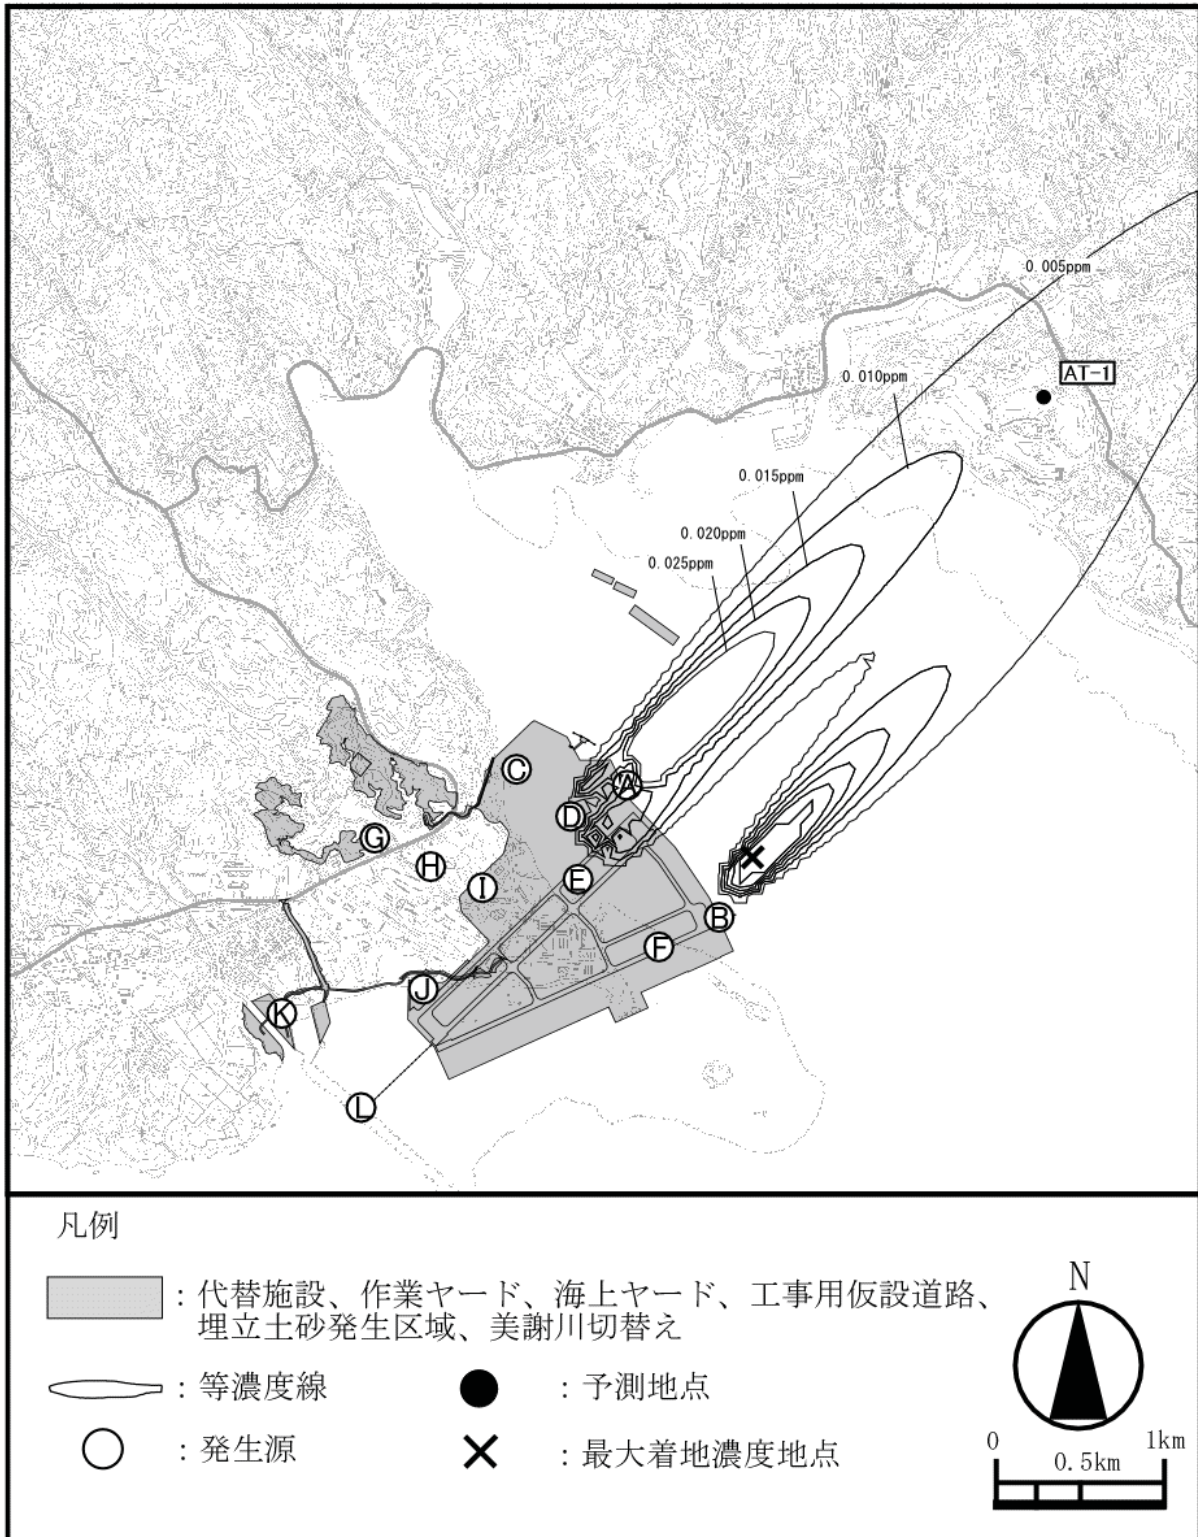 0.005ppm
AT-1
0.010ppm
0.015ppm
0.020ppm
0.025ppm
C
A
D
G
H
E
I
B
F
J
K
L
凡例
：代替施設、作業ヤード、海上ヤード、工事用仮設道路、
埋立土砂発生区域、美謝川切替え
：等濃度線
：予測地点
：発生源
：最大着地濃度地点
N
0
1km
0.5km